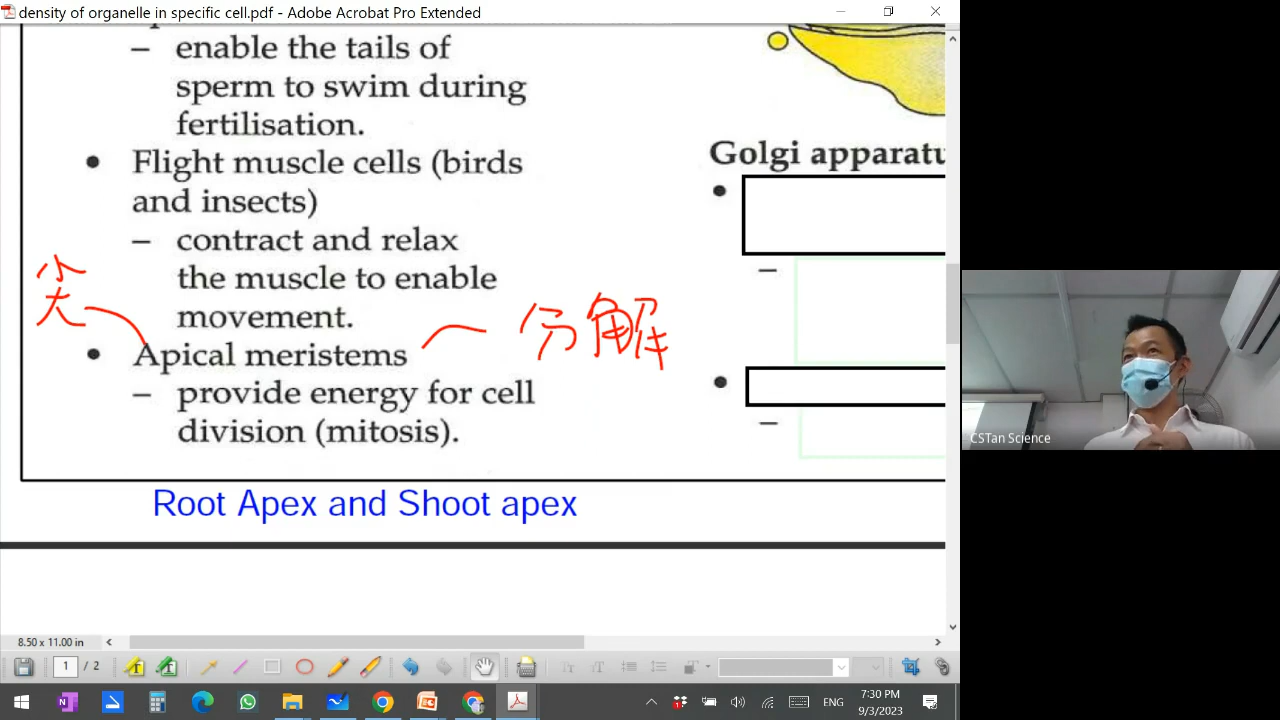 density of organelle in specific cell.pdf - Adobe Acrobat Pro Extended
– enable the tails of
sperm to swim during
fertilisation.
• Flight muscle cells (birds
and insects)
– contract and relax
the muscle to enable
movement.
尖
分解
• Apical meristems
– provide energy for cell
division (mitosis).
Root Apex and Shoot apex
Golgi apparatu
•
–
•
–
CSTan Science
8.50 x 11.00 in
1 / 2
ENG
7:30 PM
9/3/2023